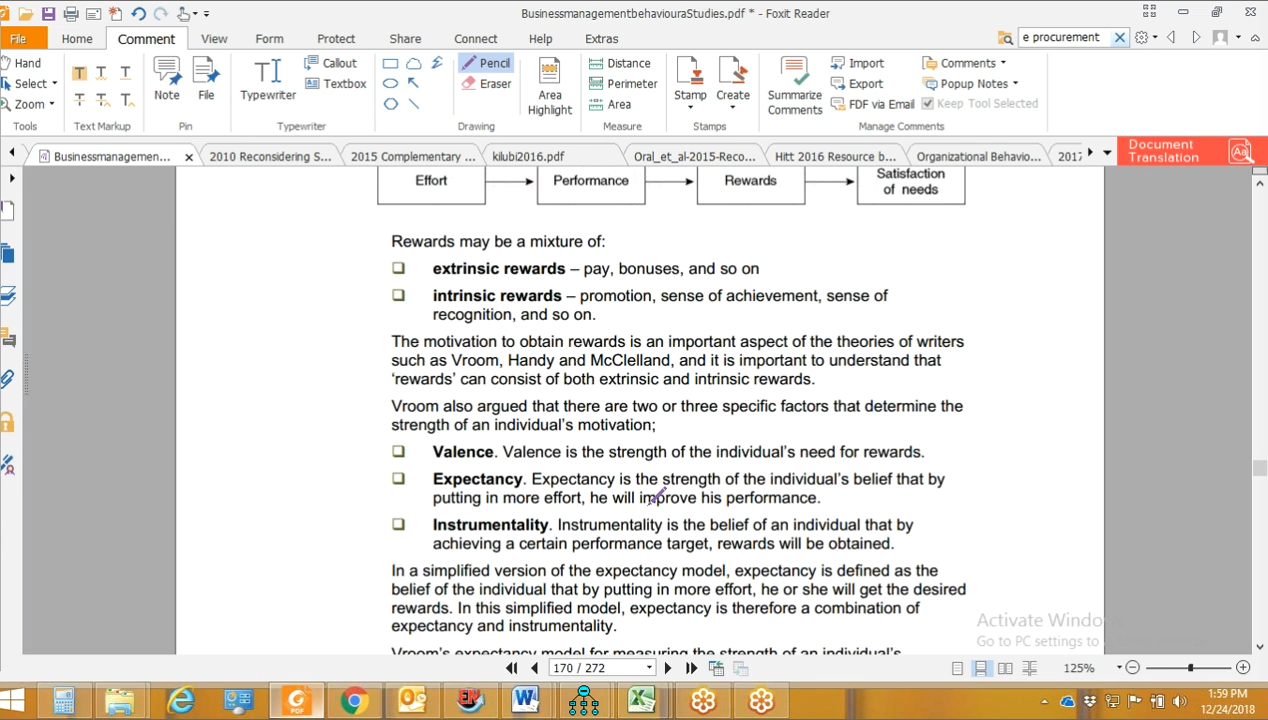 BusinessmanagementbehaviouraStudies.pdf * - Foxit Reader
File Home Comment View Form Protect Share Connect Help Extras e procurement
Hand
Select
Zoom
Tools
T T T
T T T
Text Markup
Note File
Pin
Typewriter
Callout
Textbox
Typewriter
Pencil
Eraser
Area Highlight
Drawing
Distance
Perimeter
Area
Measure
Stamp Create
Stamps
Summarize Comments
Import
Export
FDF via Email
Comments
Popup Notes
Keep Tool Selected
Manage Comments
Businessmanagemen... 2010 Reconsidering S... 2015 Complementary ... kilubi2016.pdf Oral_et_al-2015-Reco... Hitt 2016 Resource b... Organizational Behavio... 2017
Document Translation
Effort Performance Rewards Satisfaction of needs
Rewards may be a mixture of:
extrinsic rewards – pay, bonuses, and so on
intrinsic rewards – promotion, sense of achievement, sense of
recognition, and so on.
The motivation to obtain rewards is an important aspect of the theories of writers
such as Vroom, Handy and McClelland, and it is important to understand that
‘rewards’ can consist of both extrinsic and intrinsic rewards.
Vroom also argued that there are two or three specific factors that determine the
strength of an individual’s motivation;
Valence. Valence is the strength of the individual’s need for rewards.
Expectancy. Expectancy is the strength of the individual’s belief that by
putting in more effort, he will improve his performance.
Instrumentality. Instrumentality is the belief of an individual that by
achieving a certain performance target, rewards will be obtained.
In a simplified version of the expectancy model, expectancy is defined as the
belief of the individual that by putting in more effort, he or she will get the desired
rewards. In this simplified model, expectancy is therefore a combination of
expectancy and instrumentality.
Vroom’s expectancy model for measuring the strength of an individual’s
Activate Windo
Go to PC settings to
170 / 272
125%
1:59 PM
12/24/2018